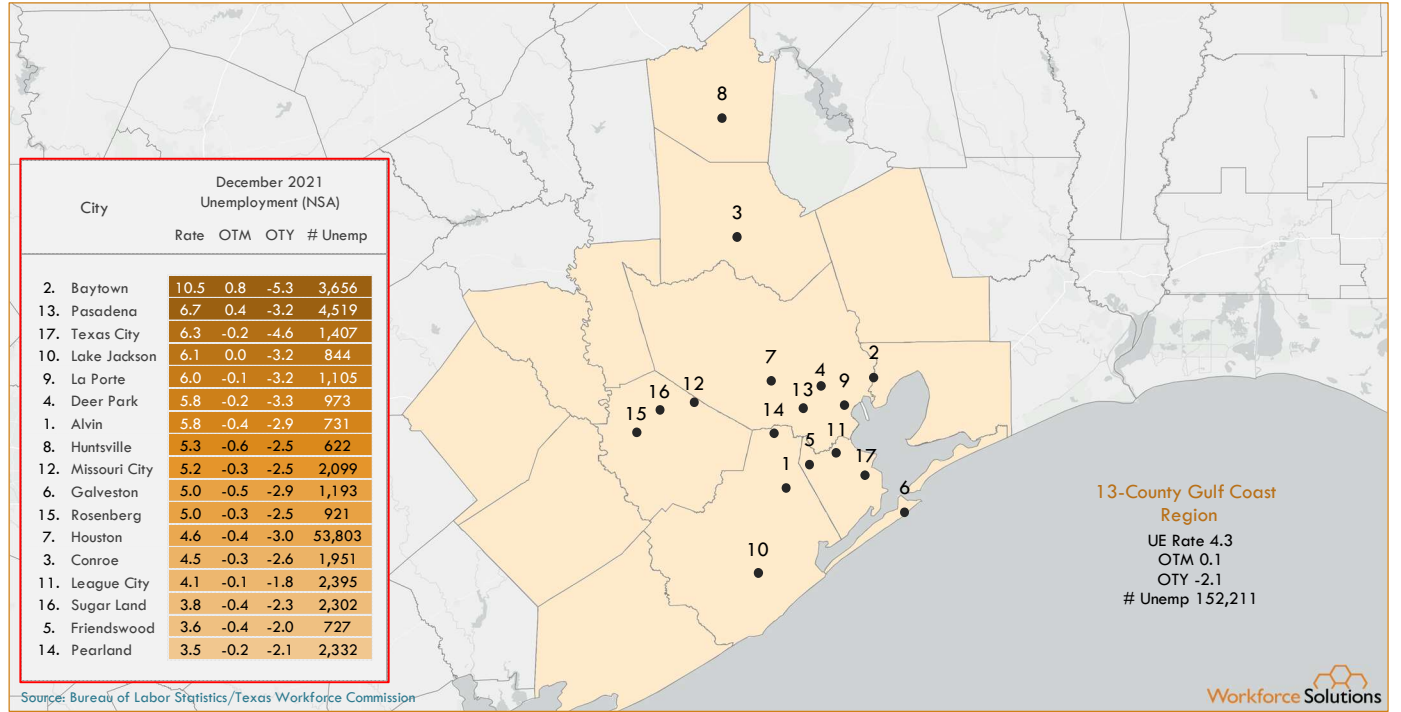 City
December 2021
Unemployment (NSA)
Rate OTM OTY # Unemp
2. Baytown 10.5 0.8 -5.3 3,656
13. Pasadena 6.7 0.4 -3.2 4,519
17. Texas City 6.3 -0.2 -4.6 1,407
10. Lake Jackson 6.1 0.0 -3.2 844
9. La Porte 6.0 -0.1 -3.2 1,105
4. Deer Park 5.8 -0.2 -3.3 973
1. Alvin 5.8 -0.4 -2.9 731
8. Huntsville 5.3 -0.6 -2.5 622
12. Missouri City 5.2 -0.3 -2.5 2,099
6. Galveston 5.0 -0.5 -2.9 1,193
15. Rosenberg 5.0 -0.3 -2.5 921
7. Houston 4.6 -0.4 -3.0 53,803
3. Conroe 4.5 -0.3 -2.6 1,951
11. League City 4.1 -0.1 -1.8 2,395
16. Sugar Land 3.8 -0.4 -2.3 2,302
5. Friendswood 3.6 -0.4 -2.0 727
14. Pearland 3.5 -0.2 -2.1 2,332
Source: Bureau of Labor Statistics/Texas Workforce Commission
8
3
7
2
4
9
13
12
16
15
14
11
5
17
1
6
10
13-County Gulf Coast
Region
UE Rate 4.3
OTM 0.1
OTY -2.1
# Unemp 152,211
Workforce Solutions